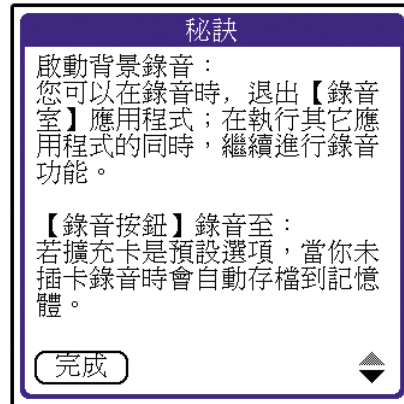 秘訣
啟動背景錄音：
您可以在錄音時, 退出【錄音
室】應用程式；在執行其它應
用程式的同時，繼續進行錄音
功能。
【錄音按鈕】錄音至：
若擴充卡是預設選項，當你未
插卡錄音時會自動存檔到記憶
體。
完成